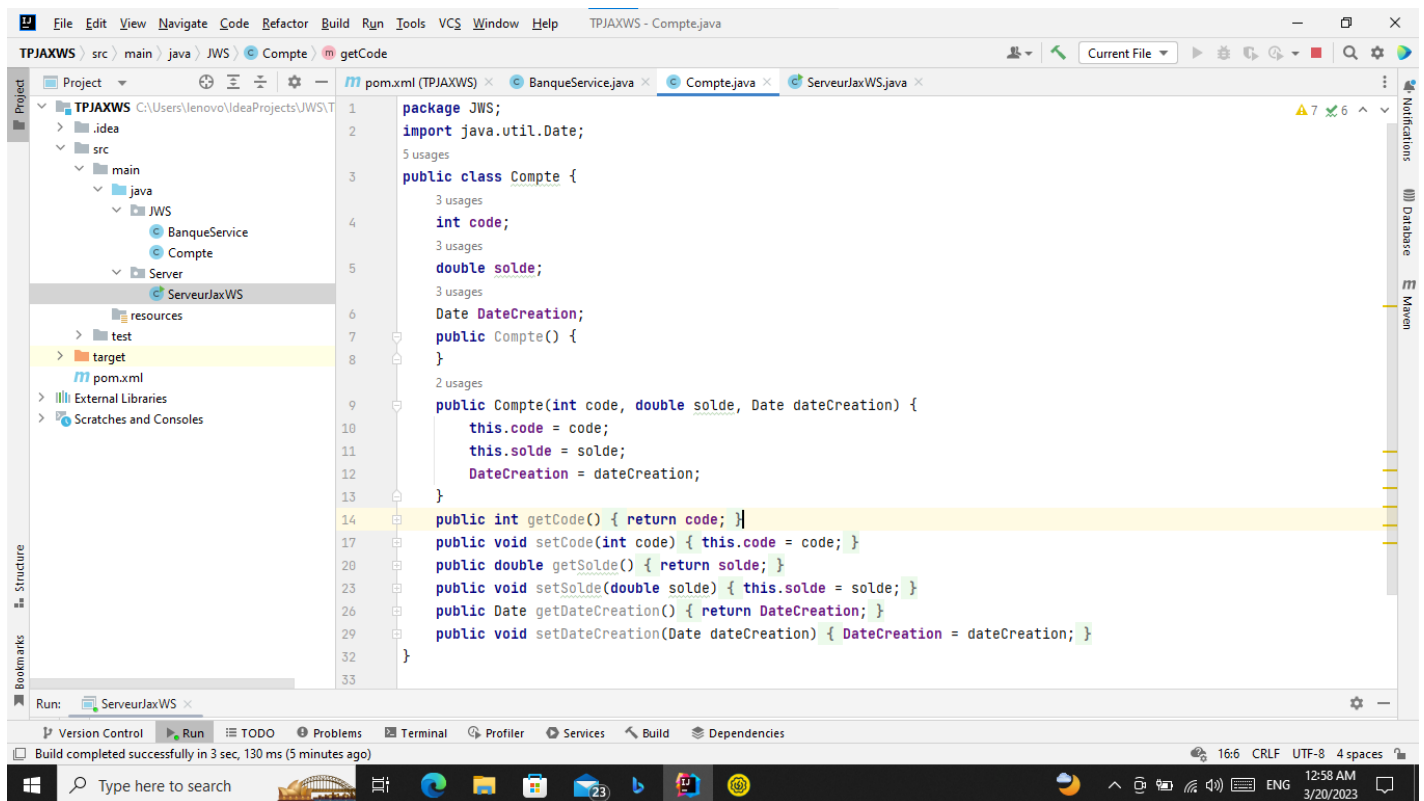 File Edit View Navigate Code Refactor Build Run Tools VCS Window Help TPJAXWS - Compte.java
TPJAXWS src main java JWS Compte getCode Current File
Project pom.xml (TPJAXWS) BanqueService.java Compte.java ServeurJaxWS.java
Project
TPJAXWS C:\Users\lenovo\IdeaProjects\JWS\T
.idea
src
main
java
JWS
BanqueService
Compte
Server
ServeurJaxWS
resources
test
target
pom.xml
External Libraries
Scratches and Consoles
7 6
1 package JWS;
2 import java.util.Date;
5 usages
3 public class Compte {
3 usages
4 int code;
3 usages
5 double solde;
3 usages
6 Date DateCreation;
7 public Compte() {
8 }
2 usages
9 public Compte(int code, double solde, Date dateCreation) {
10 this.code = code;
11 this.solde = solde;
12 DateCreation = dateCreation;
13 }
14 public int getCode() { return code; }
17 public void setCode(int code) { this.code = code; }
20 public double getSolde() { return solde; }
23 public void setSolde(double solde) { this.solde = solde; }
26 public Date getDateCreation() { return DateCreation; }
29 public void setDateCreation(Date dateCreation) { DateCreation = dateCreation; }
32 }
33
Notifications
Database
Maven
Structure
Bookmarks
Run: ServeurJaxWS
Version Control Run TODO Problems Terminal Profiler Services Build Dependencies
Build completed successfully in 3 sec, 130 ms (5 minutes ago) 16:6 CRLF UTF-8 4 spaces
Type here to search 23 ENG 12:58 AM
3/20/2023